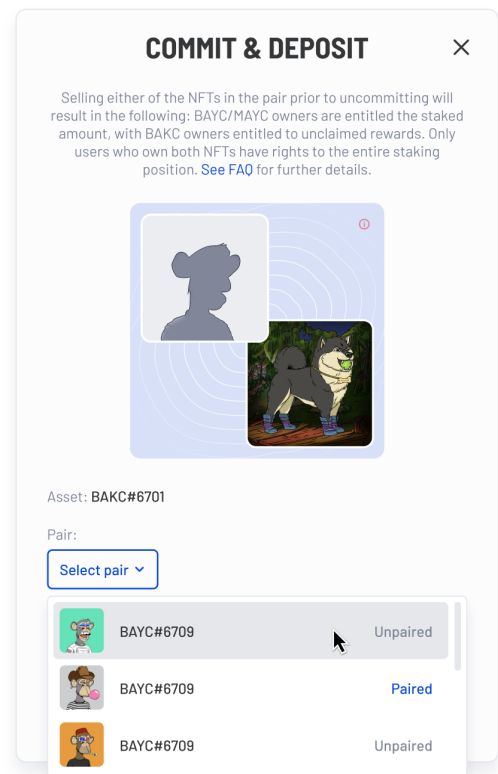 COMMIT & DEPOSIT
Selling either of the NFTs in the pair prior to uncommitting will
result in the following: BAYC/MAYC owners are entitled the staked
amount, with BAKC owners entitled to unclaimed rewards. Only
users who own both NFTs have rights to the entire staking
position. See FAQ for further details.
Asset: BAKC#6701
Pair:
Select pair
BAYC#6709 Unpaired
BAYC#6709 Paired
BAYC#6709 Unpaired